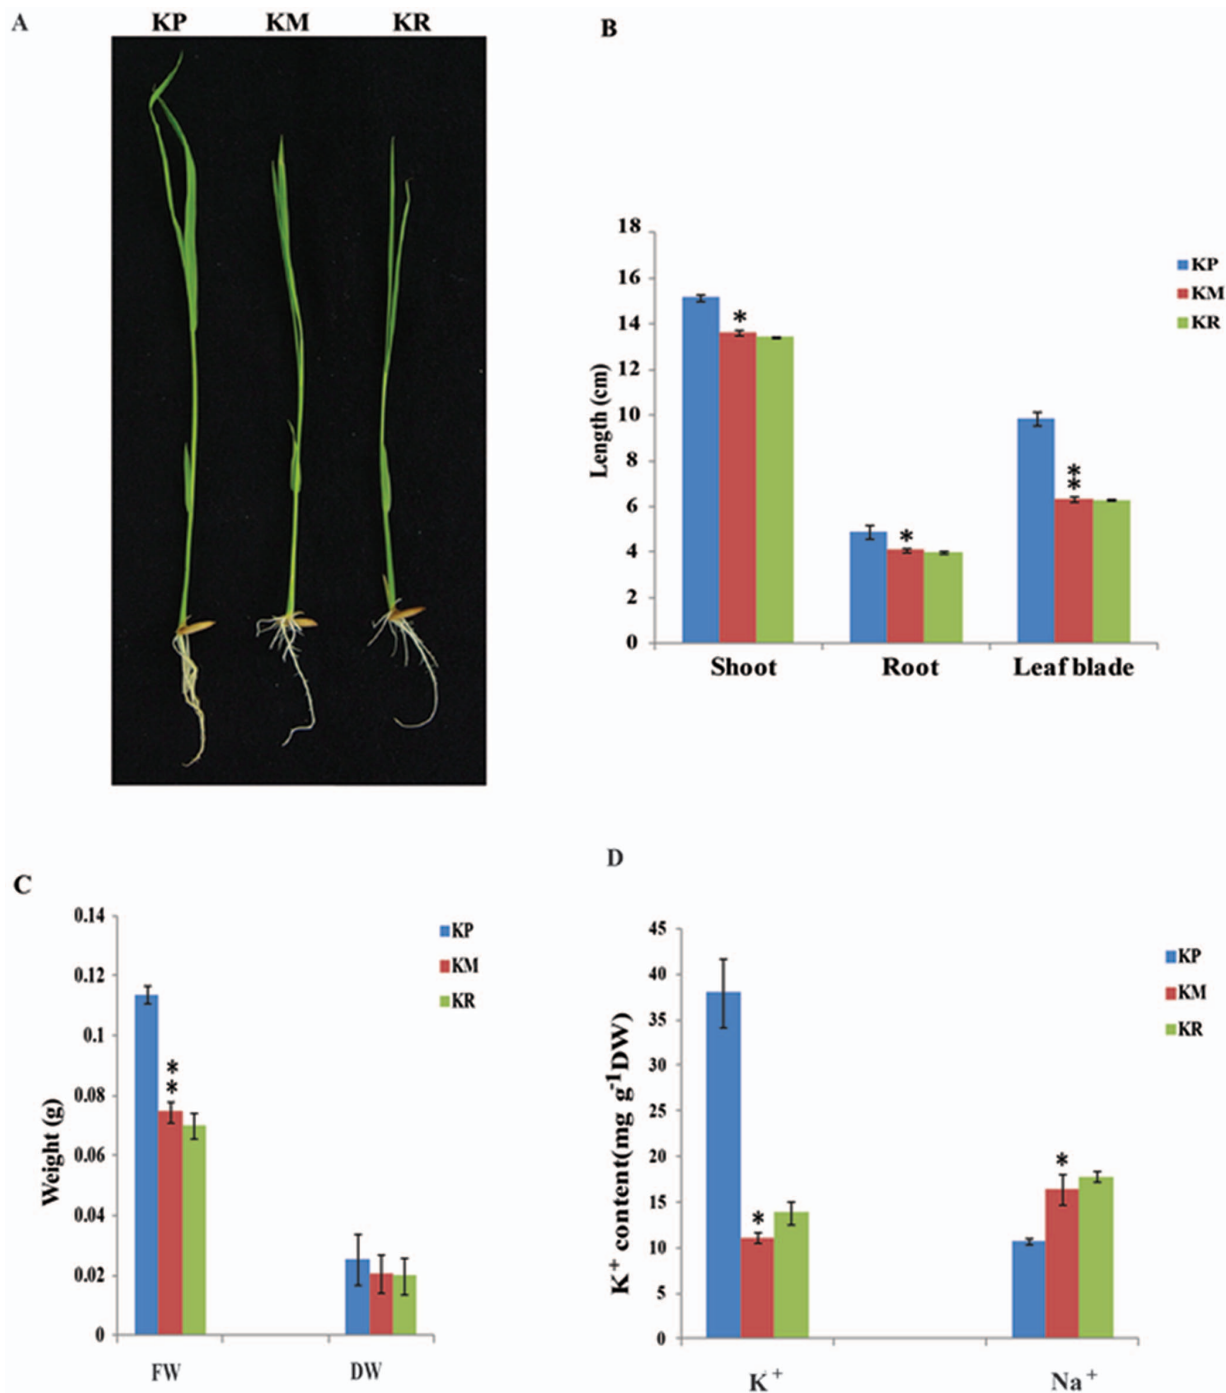 A
KP KM KR
B
18
16
14
12
10
8
6
4
2
0
Length (cm)
*
*
**
Shoot Root Leaf blade
KP
KM
KR
C
0.14
0.12
0.1
0.08
0.06
0.04
0.02
0
Weight (g)
**
FW DW
KP
KM
KR
D
45
40
35
30
25
20
15
10
5
0
K⁺ content(mg g⁻¹DW)
*
*
K⁺ Na⁺
KP
KM
KR